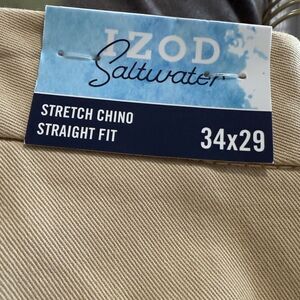 IZOD
Saltwater
STRETCH CHINO
STRAIGHT FIT
34x29